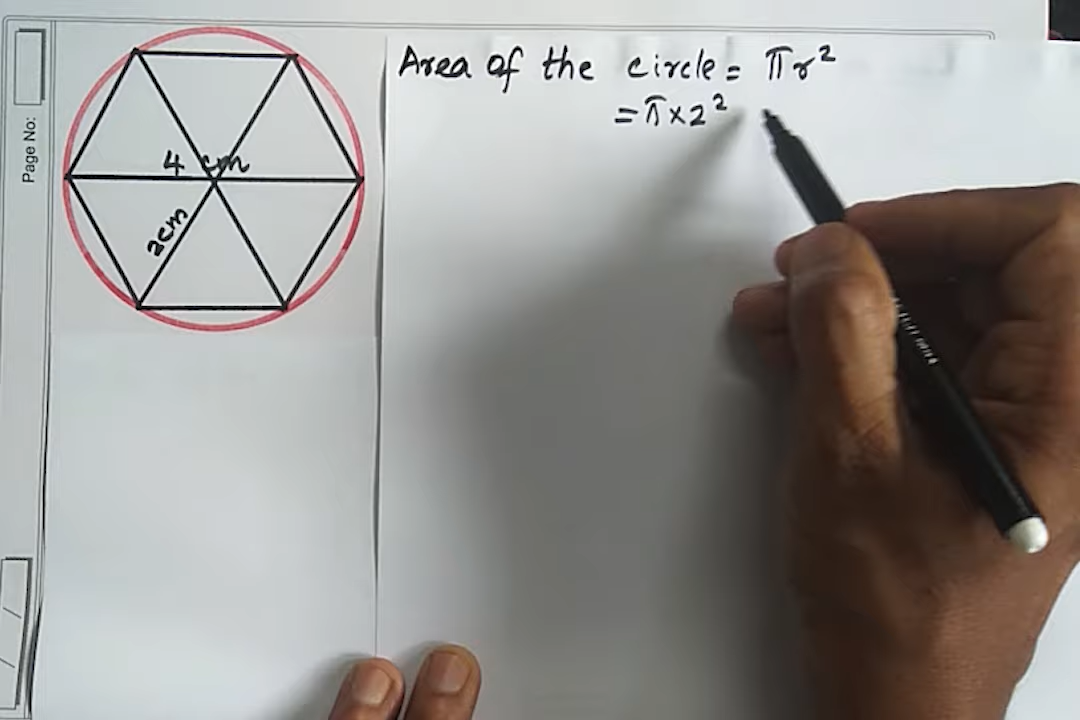 Page No:
4 cm
2cm
Area of the circle = πr²
= π×2²